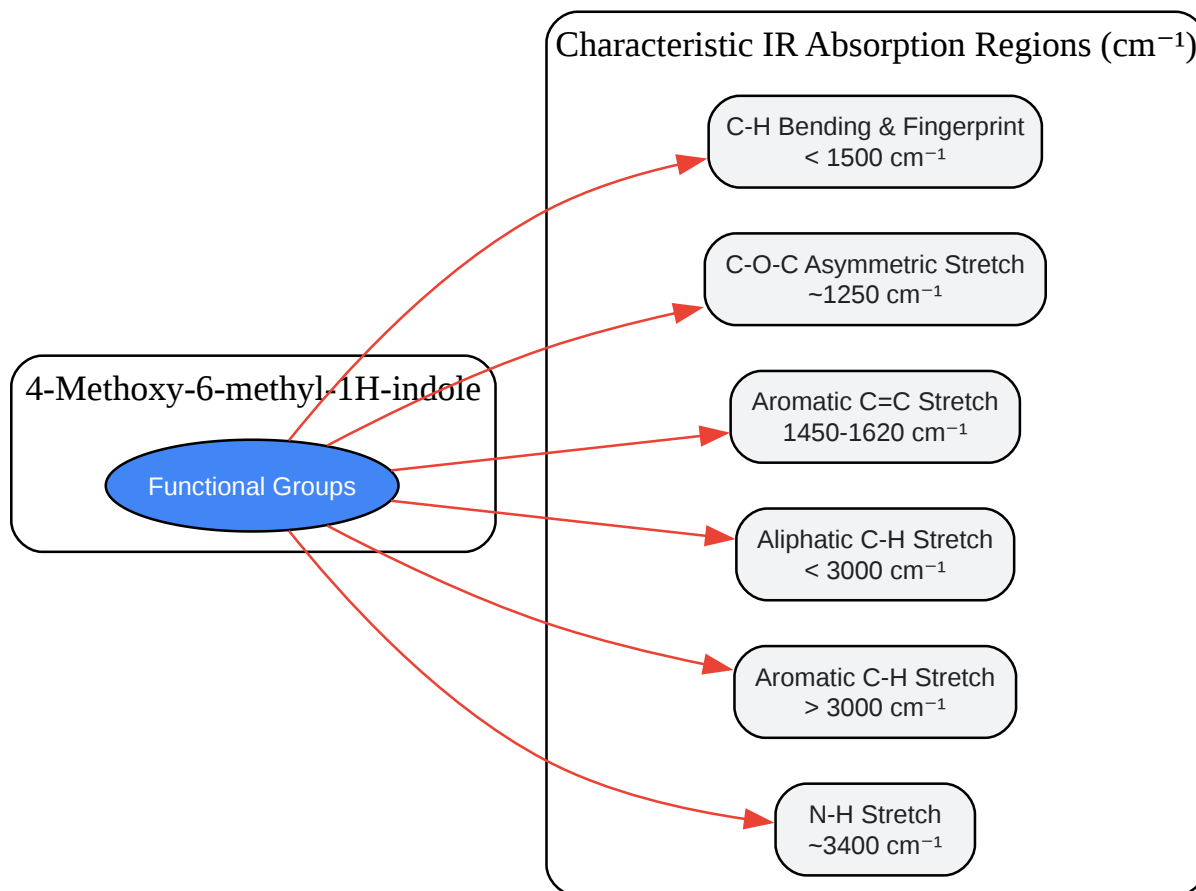 Characteristic IR Absorption Regions (cm⁻¹)
C-H Bending & Fingerprint
< 1500 cm⁻¹
C-O-C Asymmetric Stretch
~1250 cm⁻¹
4-Methoxy-6-methyl-1H-indole
Functional Groups
Aromatic C=C Stretch
1450-1620 cm⁻¹
Aliphatic C-H Stretch
< 3000 cm⁻¹
Aromatic C-H Stretch
> 3000 cm⁻¹
N-H Stretch
~3400 cm⁻¹